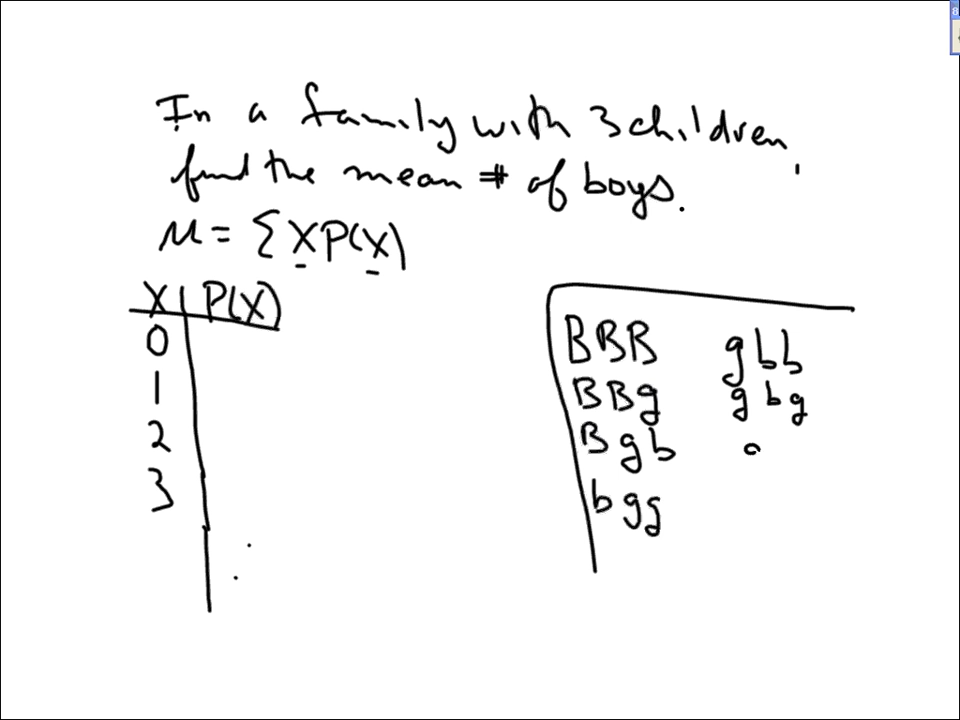 In a family with 3 children,
find the mean # of boys.
μ = Σ X P(X)
X P(X)
0
1
2
3
BBB gbb
BBg gbg
Bgb
bgg
8